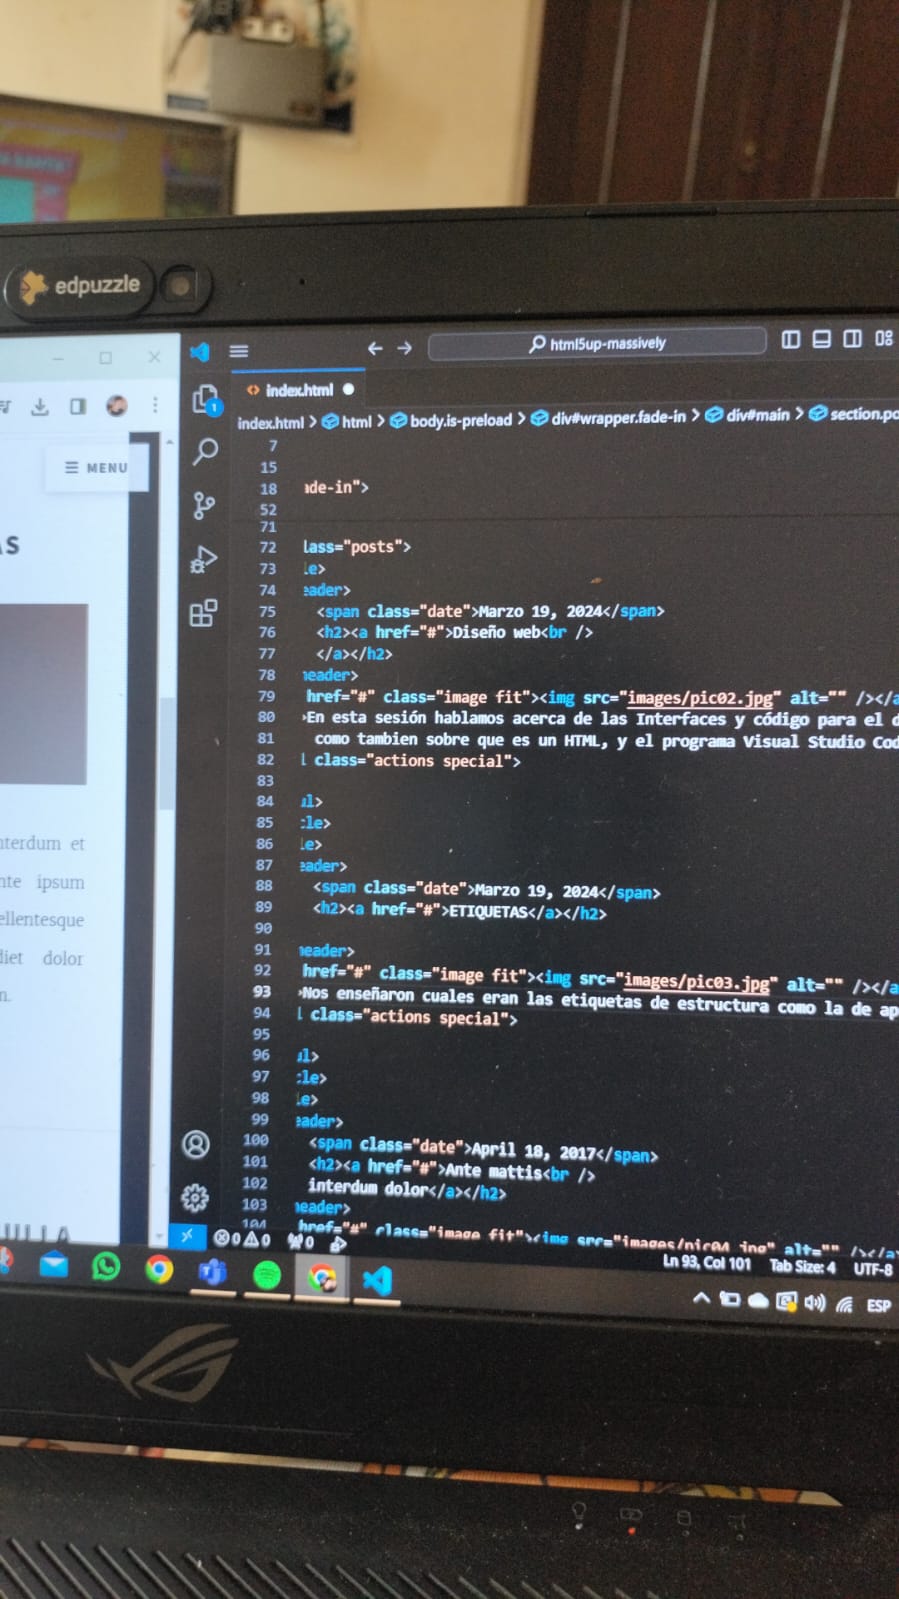 edpuzzle
html5up-massively
index.html
1
index.html > html > body.is-preload > div#wrapper.fade-in > div#main > section.po
MENU
AS
7
15
18 ade-in">
52
71
72 lass="posts">
73 le>
74 eader>
75 <span class="date">Marzo 19, 2024</span>
76 <h2><a href="#">Diseño web<br />
77 </a></h2>
78 header>
79 href="#" class="image fit"><img src="images/pic02.jpg" alt="" /></a
80 >En esta sesión hablamos acerca de las Interfaces y código para el d
81 como tambien sobre que es un HTML, y el programa Visual Studio Cod
82 l class="actions special">
83
84 ul>
85 cle>
86 le>
87 eader>
88 <span class="date">Marzo 19, 2024</span>
89 <h2><a href="#">ETIQUETAS</a></h2>
90
91 header>
92 href="#" class="image fit"><img src="images/pic03.jpg" alt="" /></a
93 >Nos enseñaron cuales eran las etiquetas de estructura como la de ap
94 l class="actions special">
95
96 ul>
97 cle>
98 le>
99 eader>
100 <span class="date">April 18, 2017</span>
101 <h2><a href="#">Ante mattis<br />
102 interdum dolor</a></h2>
103 header>
104 href="#" class="image fit"><img src="images/pic04.jpg" alt="" /></a
nterdum et
nte ipsum
ellentesque
diet dolor
n.
0 0 0
Ln 93, Col 101 Tab Size: 4 UTF-8
ESP